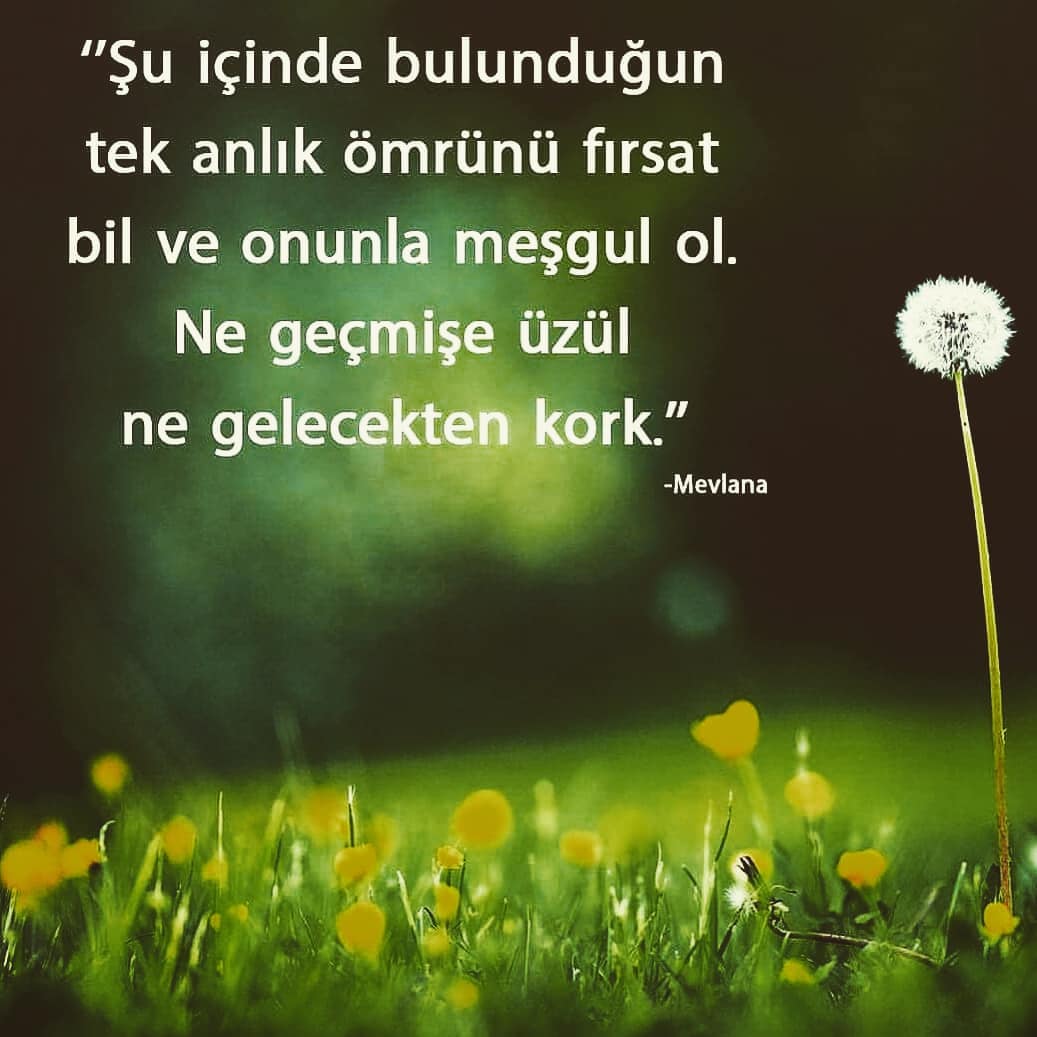 ‘‘Şu içinde bulunduğun
tek anlık ömrünü fırsat
bil ve onunla meşgul ol.
Ne geçmişe üzül
ne gelecekten kork.’’
-Mevlana